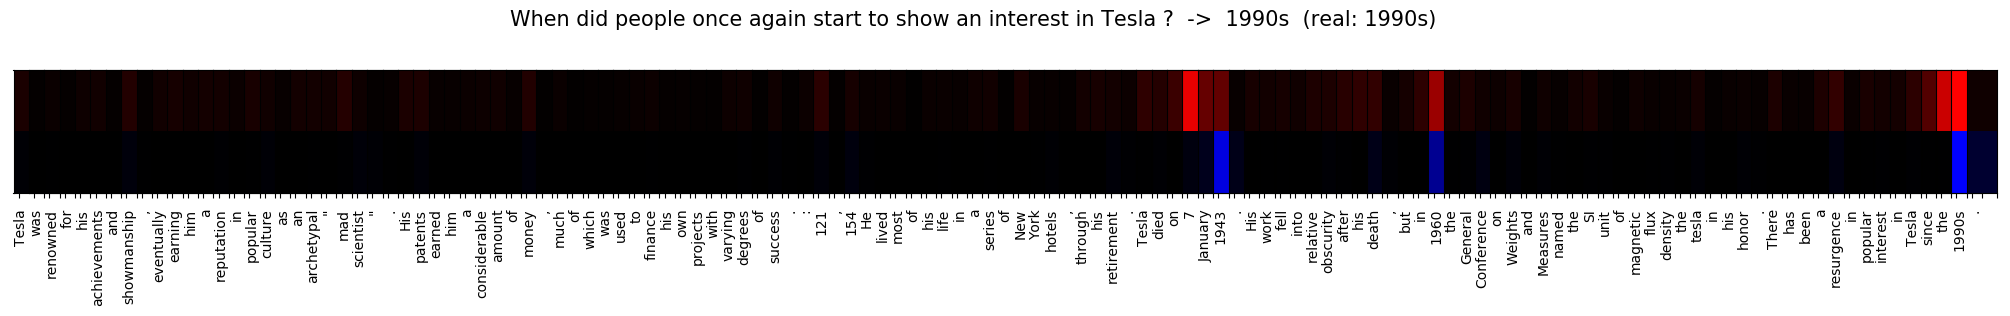 When did people once again start to show an interest in Tesla ?  ->  1990s  (real: 1990s)
Tesla
was
renowned
for
his
achievements
and
showmanship
,
eventually
earning
him
a
reputation
in
popular
culture
as
an
archetypal
"
mad
scientist
"
.
His
patents
earned
him
a
considerable
amount
of
money
,
much
of
which
was
used
to
finance
his
own
projects
with
varying
degrees
of
success
.
:
121
,
154
He
lived
most
of
his
life
in
a
series
of
New
York
hotels
,
through
his
retirement
.
Tesla
died
on
7
January
1943
.
His
work
fell
into
relative
obscurity
after
his
death
,
but
in
1960
the
General
Conference
on
Weights
and
Measures
named
the
SI
unit
of
magnetic
flux
density
the
tesla
in
his
honor
.
There
has
been
a
resurgence
in
popular
interest
in
Tesla
since
the
1990s
.